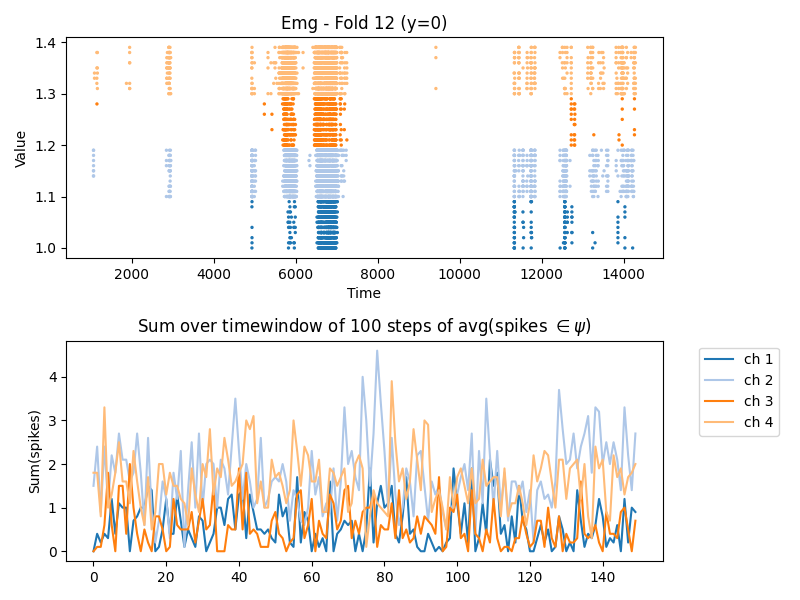 Emg - Fold 12 (y=0)
Value
1.4
1.3
1.2
1.1
1.0
2000 4000 6000 8000 10000 12000 14000
Time
Sum over timewindow of 100 steps of avg(spikes ∈ψ)
Sum(spikes)
4
3
2
1
0
0 20 40 60 80 100 120 140
ch 1
ch 2
ch 3
ch 4